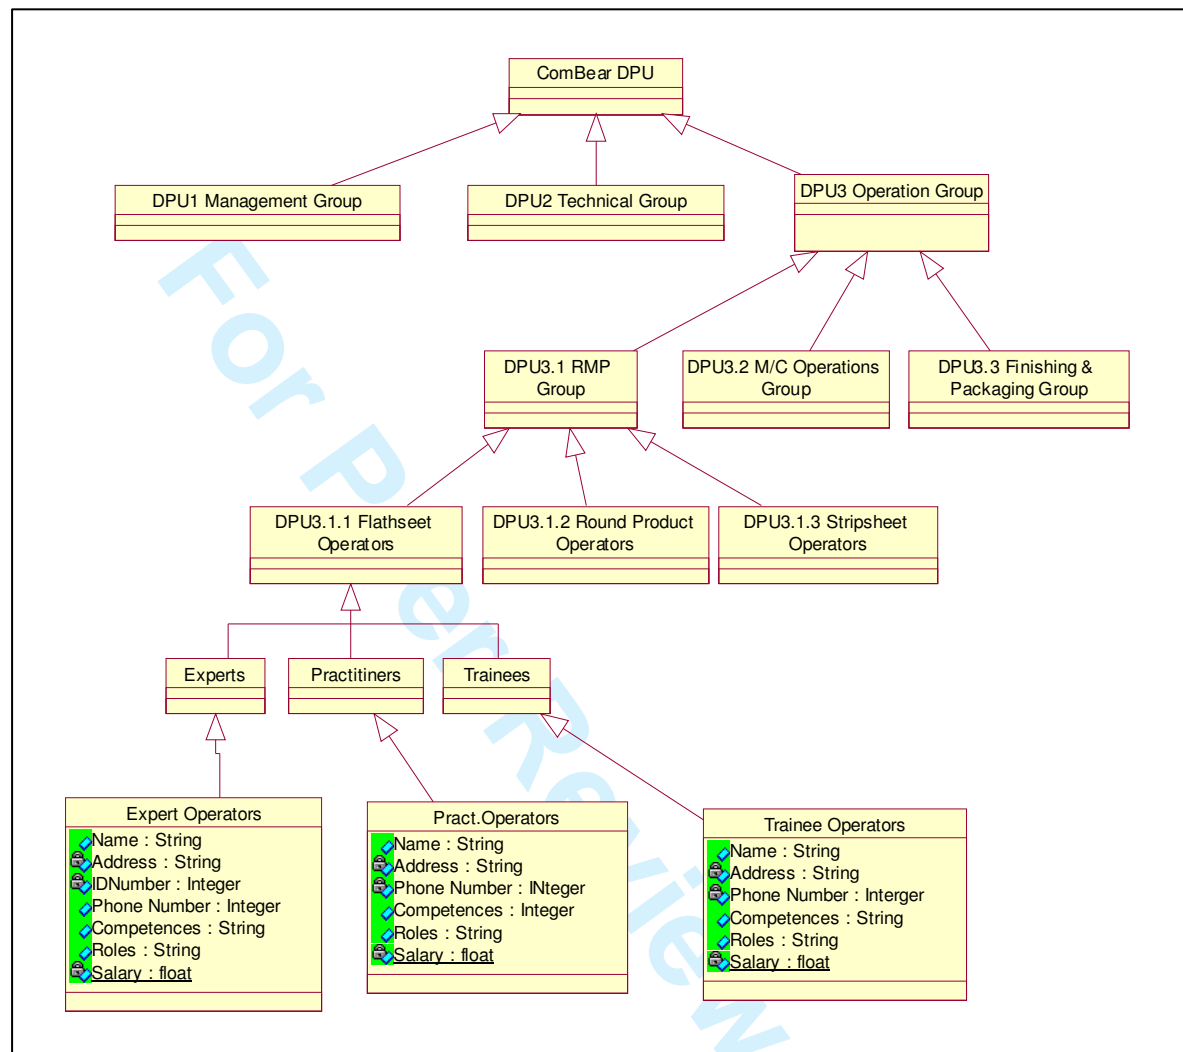 ComBear DPU
DPU1 Management Group
DPU2 Technical Group
DPU3 Operation Group
DPU3.1 RMP
Group
DPU3.2 M/C Operations
Group
DPU3.3 Finishing &
Packaging Group
DPU3.1.1 Flathseet
Operators
DPU3.1.2 Round Product
Operators
DPU3.1.3 Stripsheet
Operators
Experts
Practitiners
Trainees
Expert Operators
Name : String
Address : String
IDNumber : Integer
Phone Number : Integer
Competences : String
Roles : String
Salary : float
Pract.Operators
Name : String
Address : String
Phone Number : INteger
Competences : Integer
Roles : String
Salary : float
Trainee Operators
Name : String
Address : String
Phone Number : Interger
Competences : String
Roles : String
Salary : float
For Peer Review